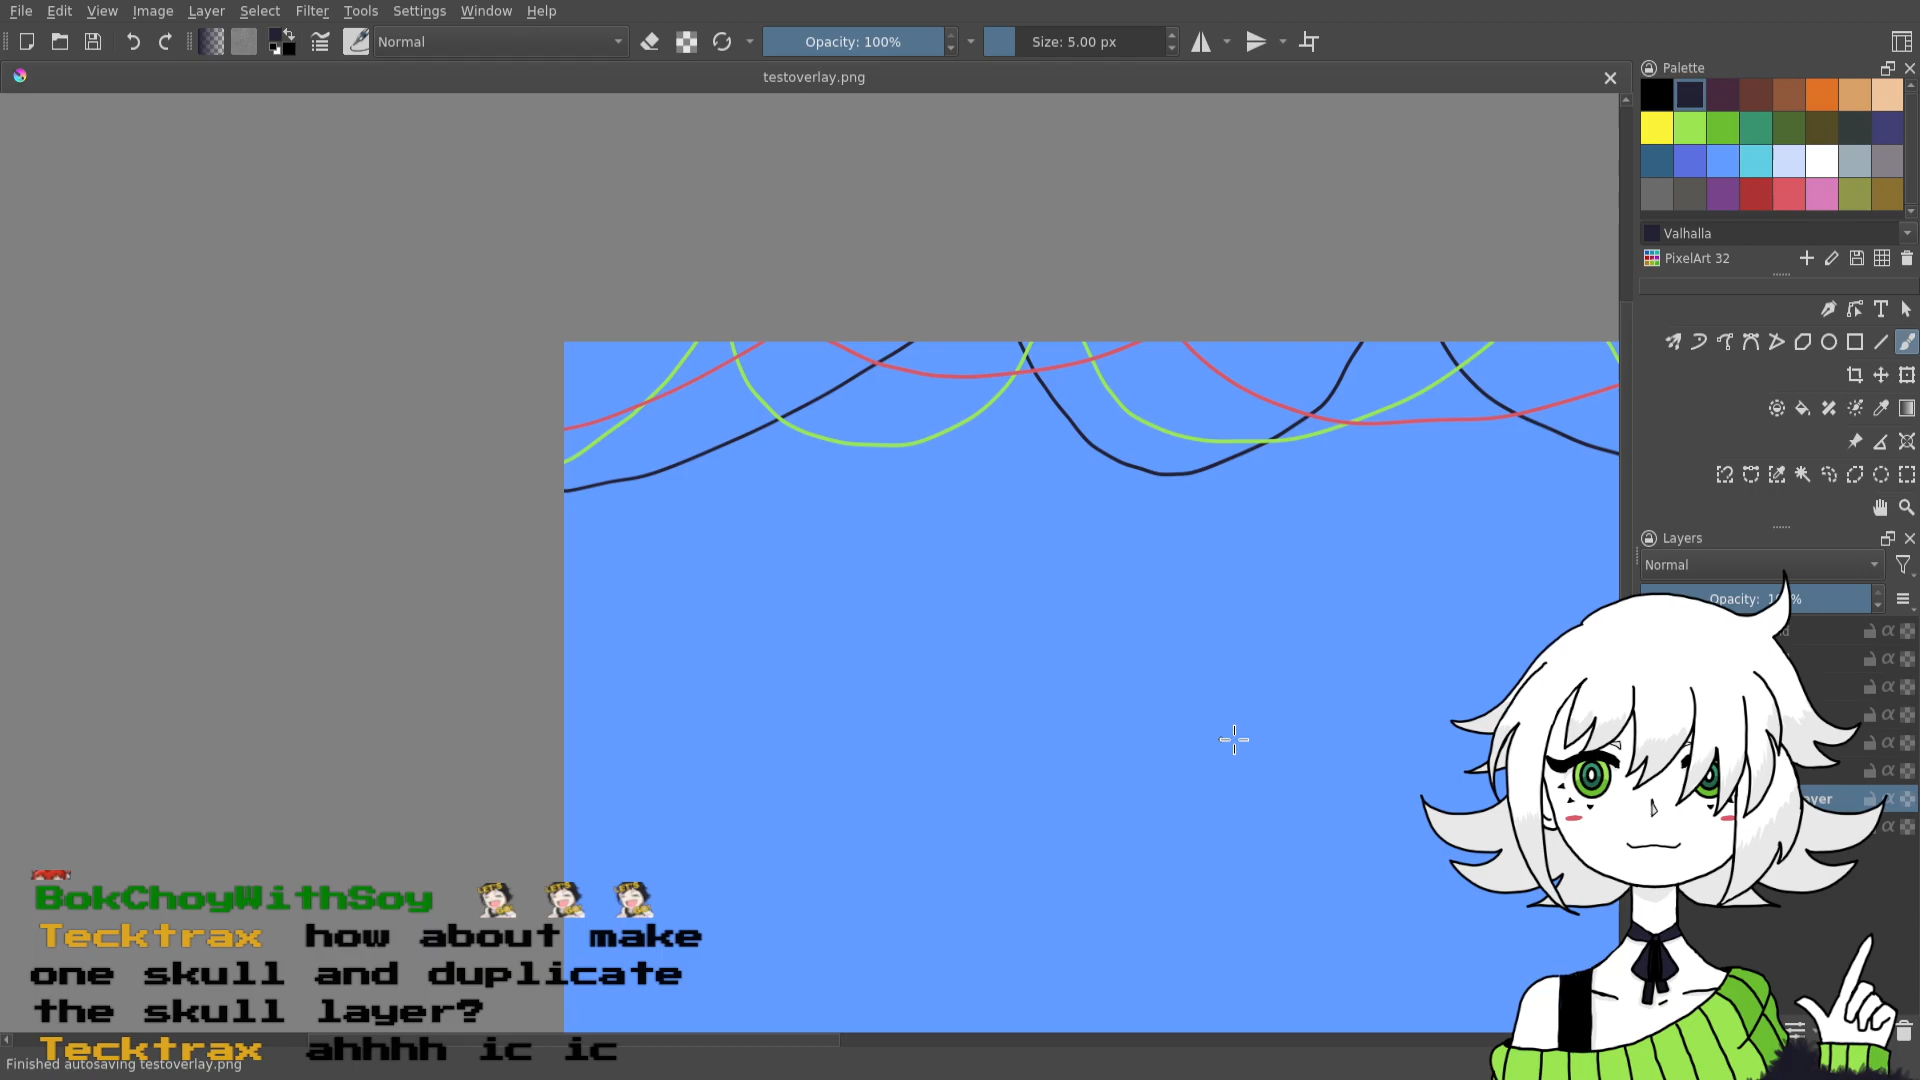 File Edit View Image Layer Select Filter Tools Settings Window Help
Normal
Opacity: 100%
Size: 5.00 px
testoverlay.png
Palette
Valhalla
PixelArt 32
Layers
Normal
Opacity:
BokChoyWithSoy
Tecktrax how about make
one skull and duplicate
the skull layer?
Tecktrax ahhhh ic ic
Finished autosaving testoverlay.png